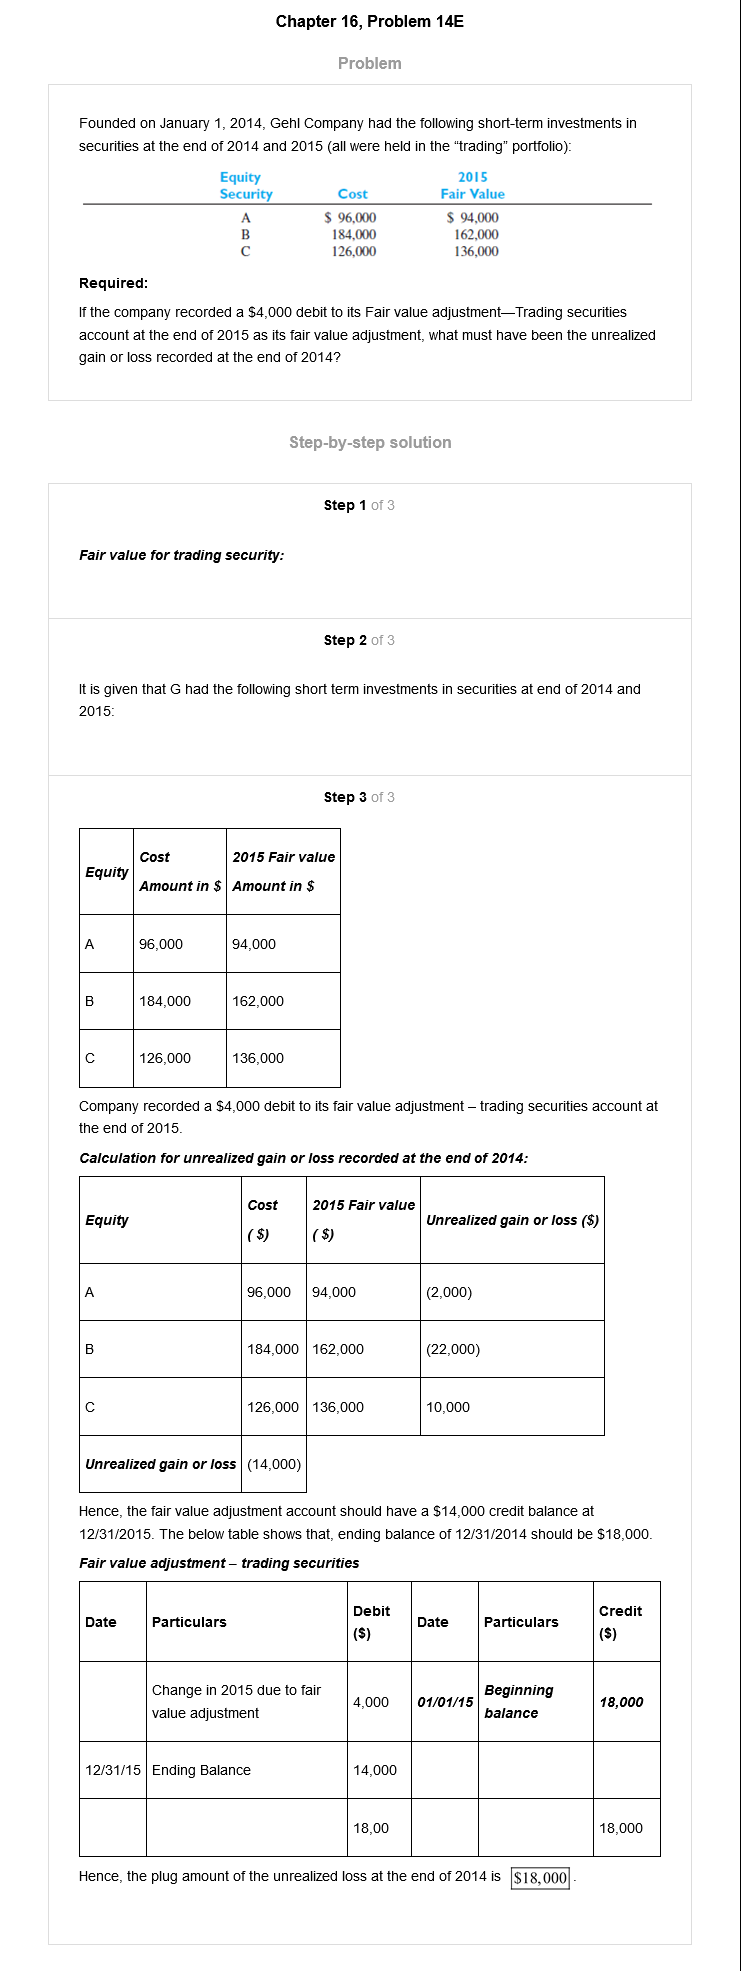 Chapter 16, Problem 14E
Problem
Founded on January 1, 2014, Gehl Company had the following short-term investments in
securities at the end of 2014 and 2015 (all were held in the “trading” portfolio):
Equity 2015
Security Cost Fair Value
A $ 96,000 $ 94,000
B 184,000 162,000
C 126,000 136,000
Required:
If the company recorded a $4,000 debit to its Fair value adjustment—Trading securities
account at the end of 2015 as its fair value adjustment, what must have been the unrealized
gain or loss recorded at the end of 2014?
Step-by-step solution
Step 1 of 3
Fair value for trading security:
Step 2 of 3
It is given that G had the following short term investments in securities at end of 2014 and
2015:
Step 3 of 3
Cost 2015 Fair value
Equity
Amount in $ Amount in $
A 96,000 94,000
B 184,000 162,000
C 126,000 136,000
Company recorded a $4,000 debit to its fair value adjustment – trading securities account at
the end of 2015.
Calculation for unrealized gain or loss recorded at the end of 2014:
Cost 2015 Fair value
Equity Unrealized gain or loss ($)
( $) ( $)
A 96,000 94,000 (2,000)
B 184,000 162,000 (22,000)
C 126,000 136,000 10,000
Unrealized gain or loss (14,000)
Hence, the fair value adjustment account should have a $14,000 credit balance at
12/31/2015. The below table shows that, ending balance of 12/31/2014 should be $18,000.
Fair value adjustment – trading securities
Debit Credit
Date Particulars Date Particulars
($) ($)
Change in 2015 due to fair Beginning
4,000 01/01/15 18,000
value adjustment balance
12/31/15 Ending Balance 14,000
18,00 18,000
Hence, the plug amount of the unrealized loss at the end of 2014 is $18,000 .